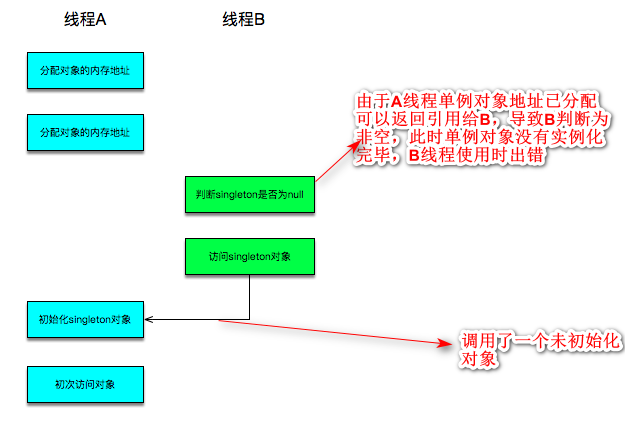 线程A
线程B
分配对象的内存地址
分配对象的内存地址
由于A线程单例对象地址已分配
可以返回引用给B，导致B判断为
非空，此时单例对象没有实例化
完毕，B线程使用时出错
判断singleton是否为null
访问singleton对象
初始化singleton对象
调用了一个未初始化
对象
初次访问对象